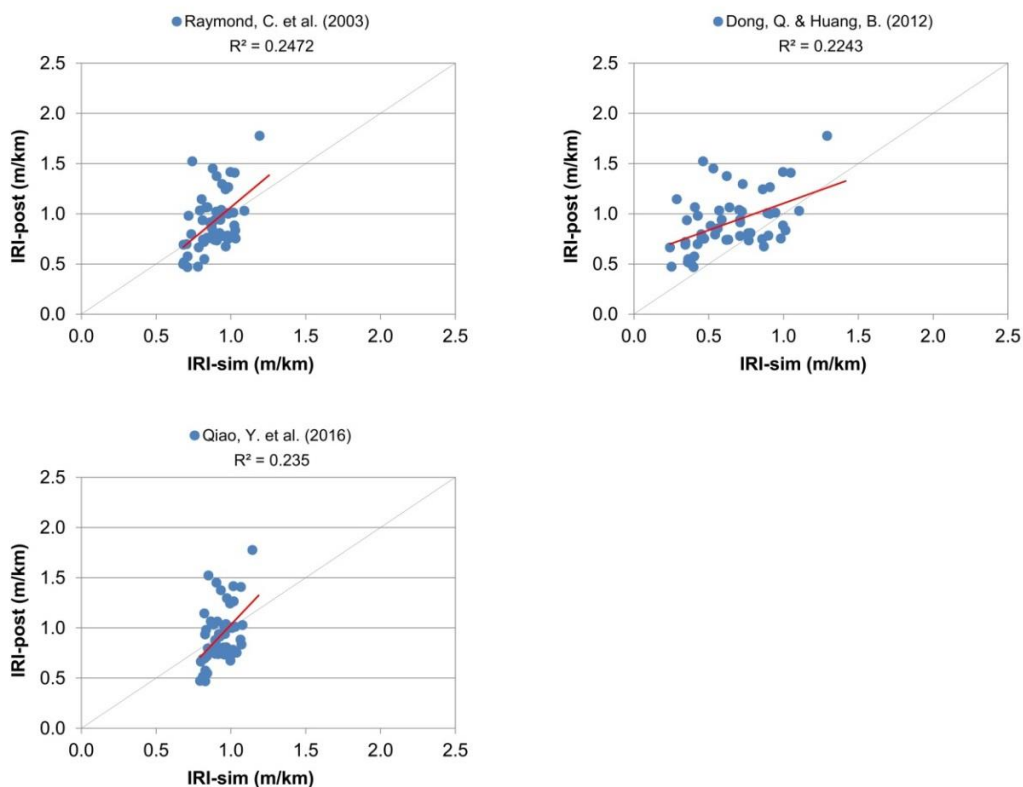 Raymond, C. et al. (2003)
R² = 0.2472
2.5
2.0
1.5
1.0
0.5
0.0
IRI-post (m/km)
0.0 0.5 1.0 1.5 2.0 2.5
IRI-sim (m/km)
Dong, Q. & Huang, B. (2012)
R² = 0.2243
2.5
2.0
1.5
1.0
0.5
0.0
IRI-post (m/km)
0.0 0.5 1.0 1.5 2.0 2.5
IRI-sim (m/km)
Qiao, Y. et al. (2016)
R² = 0.235
2.5
2.0
1.5
1.0
0.5
0.0
IRI-post (m/km)
0.0 0.5 1.0 1.5 2.0 2.5
IRI-sim (m/km)